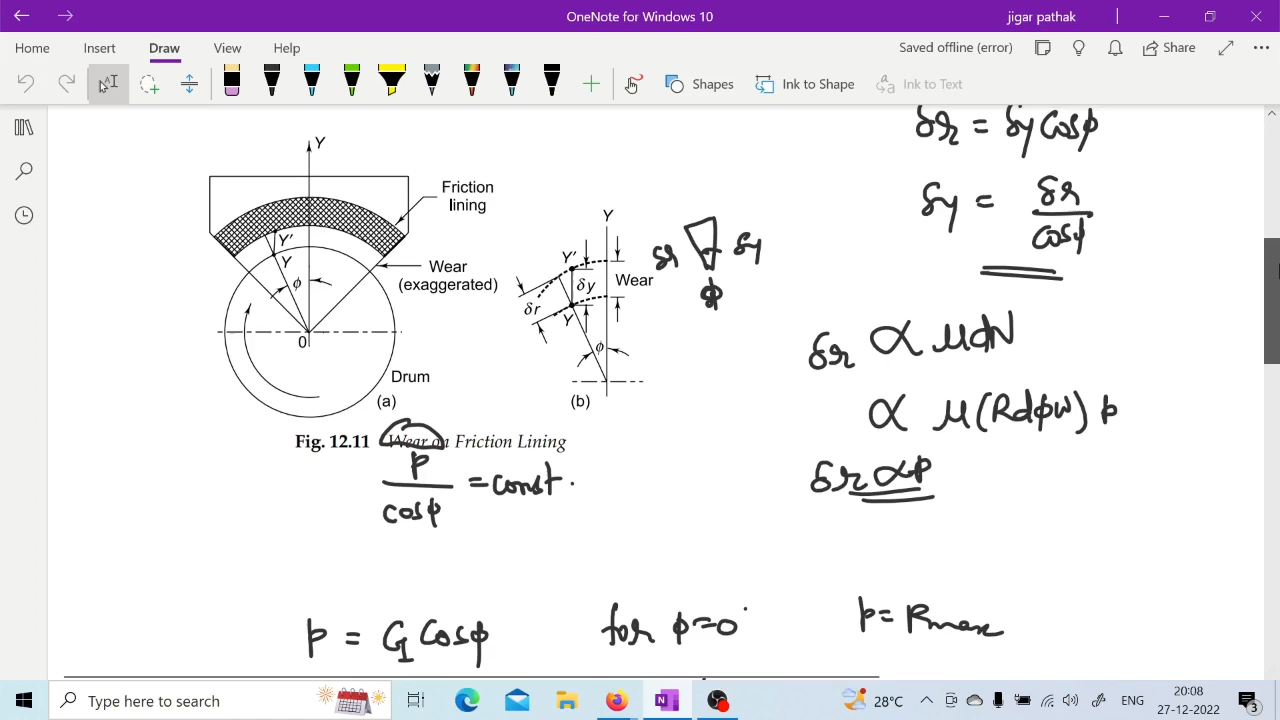 OneNote for Windows 10
jigar pathak
Home Insert Draw View Help
Saved offline (error)
Share
Shapes
Ink to Shape
Ink to Text
Y
Friction
lining
Y'
Y
ϕ
Wear
(exaggerated)
0
Drum
(a)
Y
Y'
δy
Wear
δr
Y
ϕ
(b)
δr δy
ϕ
Fig. 12.11 Wear on Friction Lining
p
cosϕ
= const.
δr = δy cosϕ
δy = δr
cosϕ
δr ∝ μdN
∝ μ(Rdϕw) p
δr ∝ p
p = C1 cosϕ for ϕ=0° p = Pmax
Type here to search
28°C
ENG
20:08
27-12-2022
3